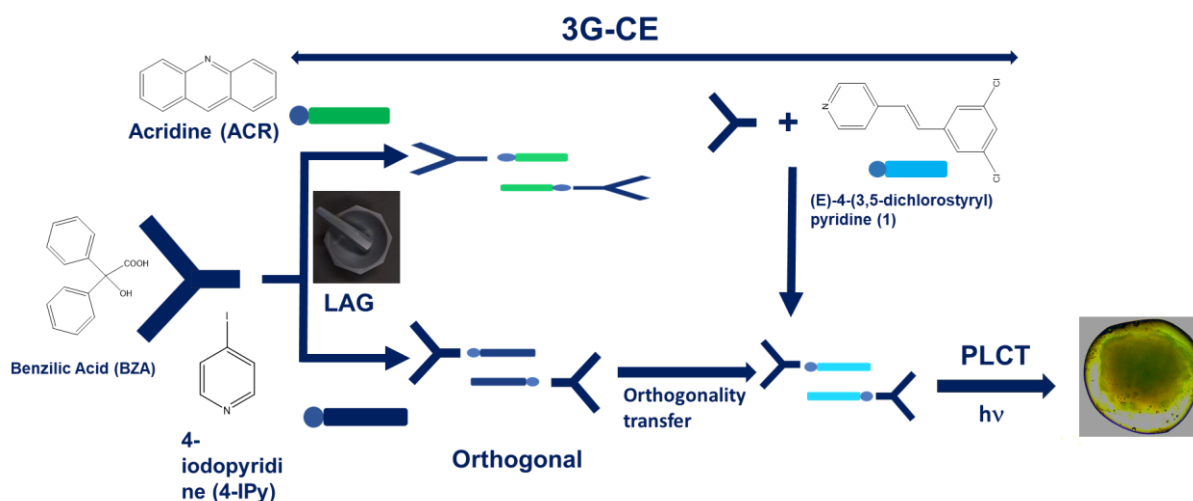 3G-CE
N
Acridine (ACR)
N
Cl
Cl
+
(E)-4-(3,5-dichlorostyryl)
pyridine (1)
COOH
OH
Benzilic Acid (BZA)
LAG
I
N
4-
iodopyridi
ne (4-IPy)
Orthogonal
Orthogonality
transfer
PLCT
hν